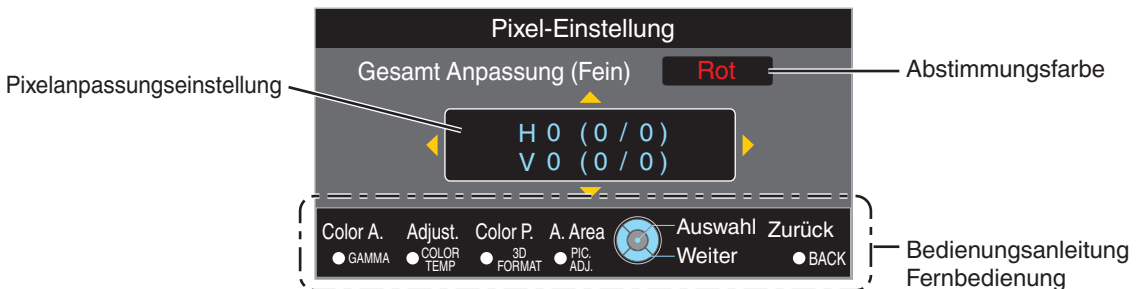 Pixel-Einstellung
Gesamt Anpassung (Fein) Rot
Abstimmungsfarbe
Pixelanpassungseinstellung
H 0 (0 / 0)
V 0 (0 / 0)
Color A. Adjust. Color P. A. Area Auswahl Zurück
GAMMA COLOR TEMP 3D FORMAT PIC. ADJ. Weiter BACK
Bedienungsanleitung
Fernbedienung